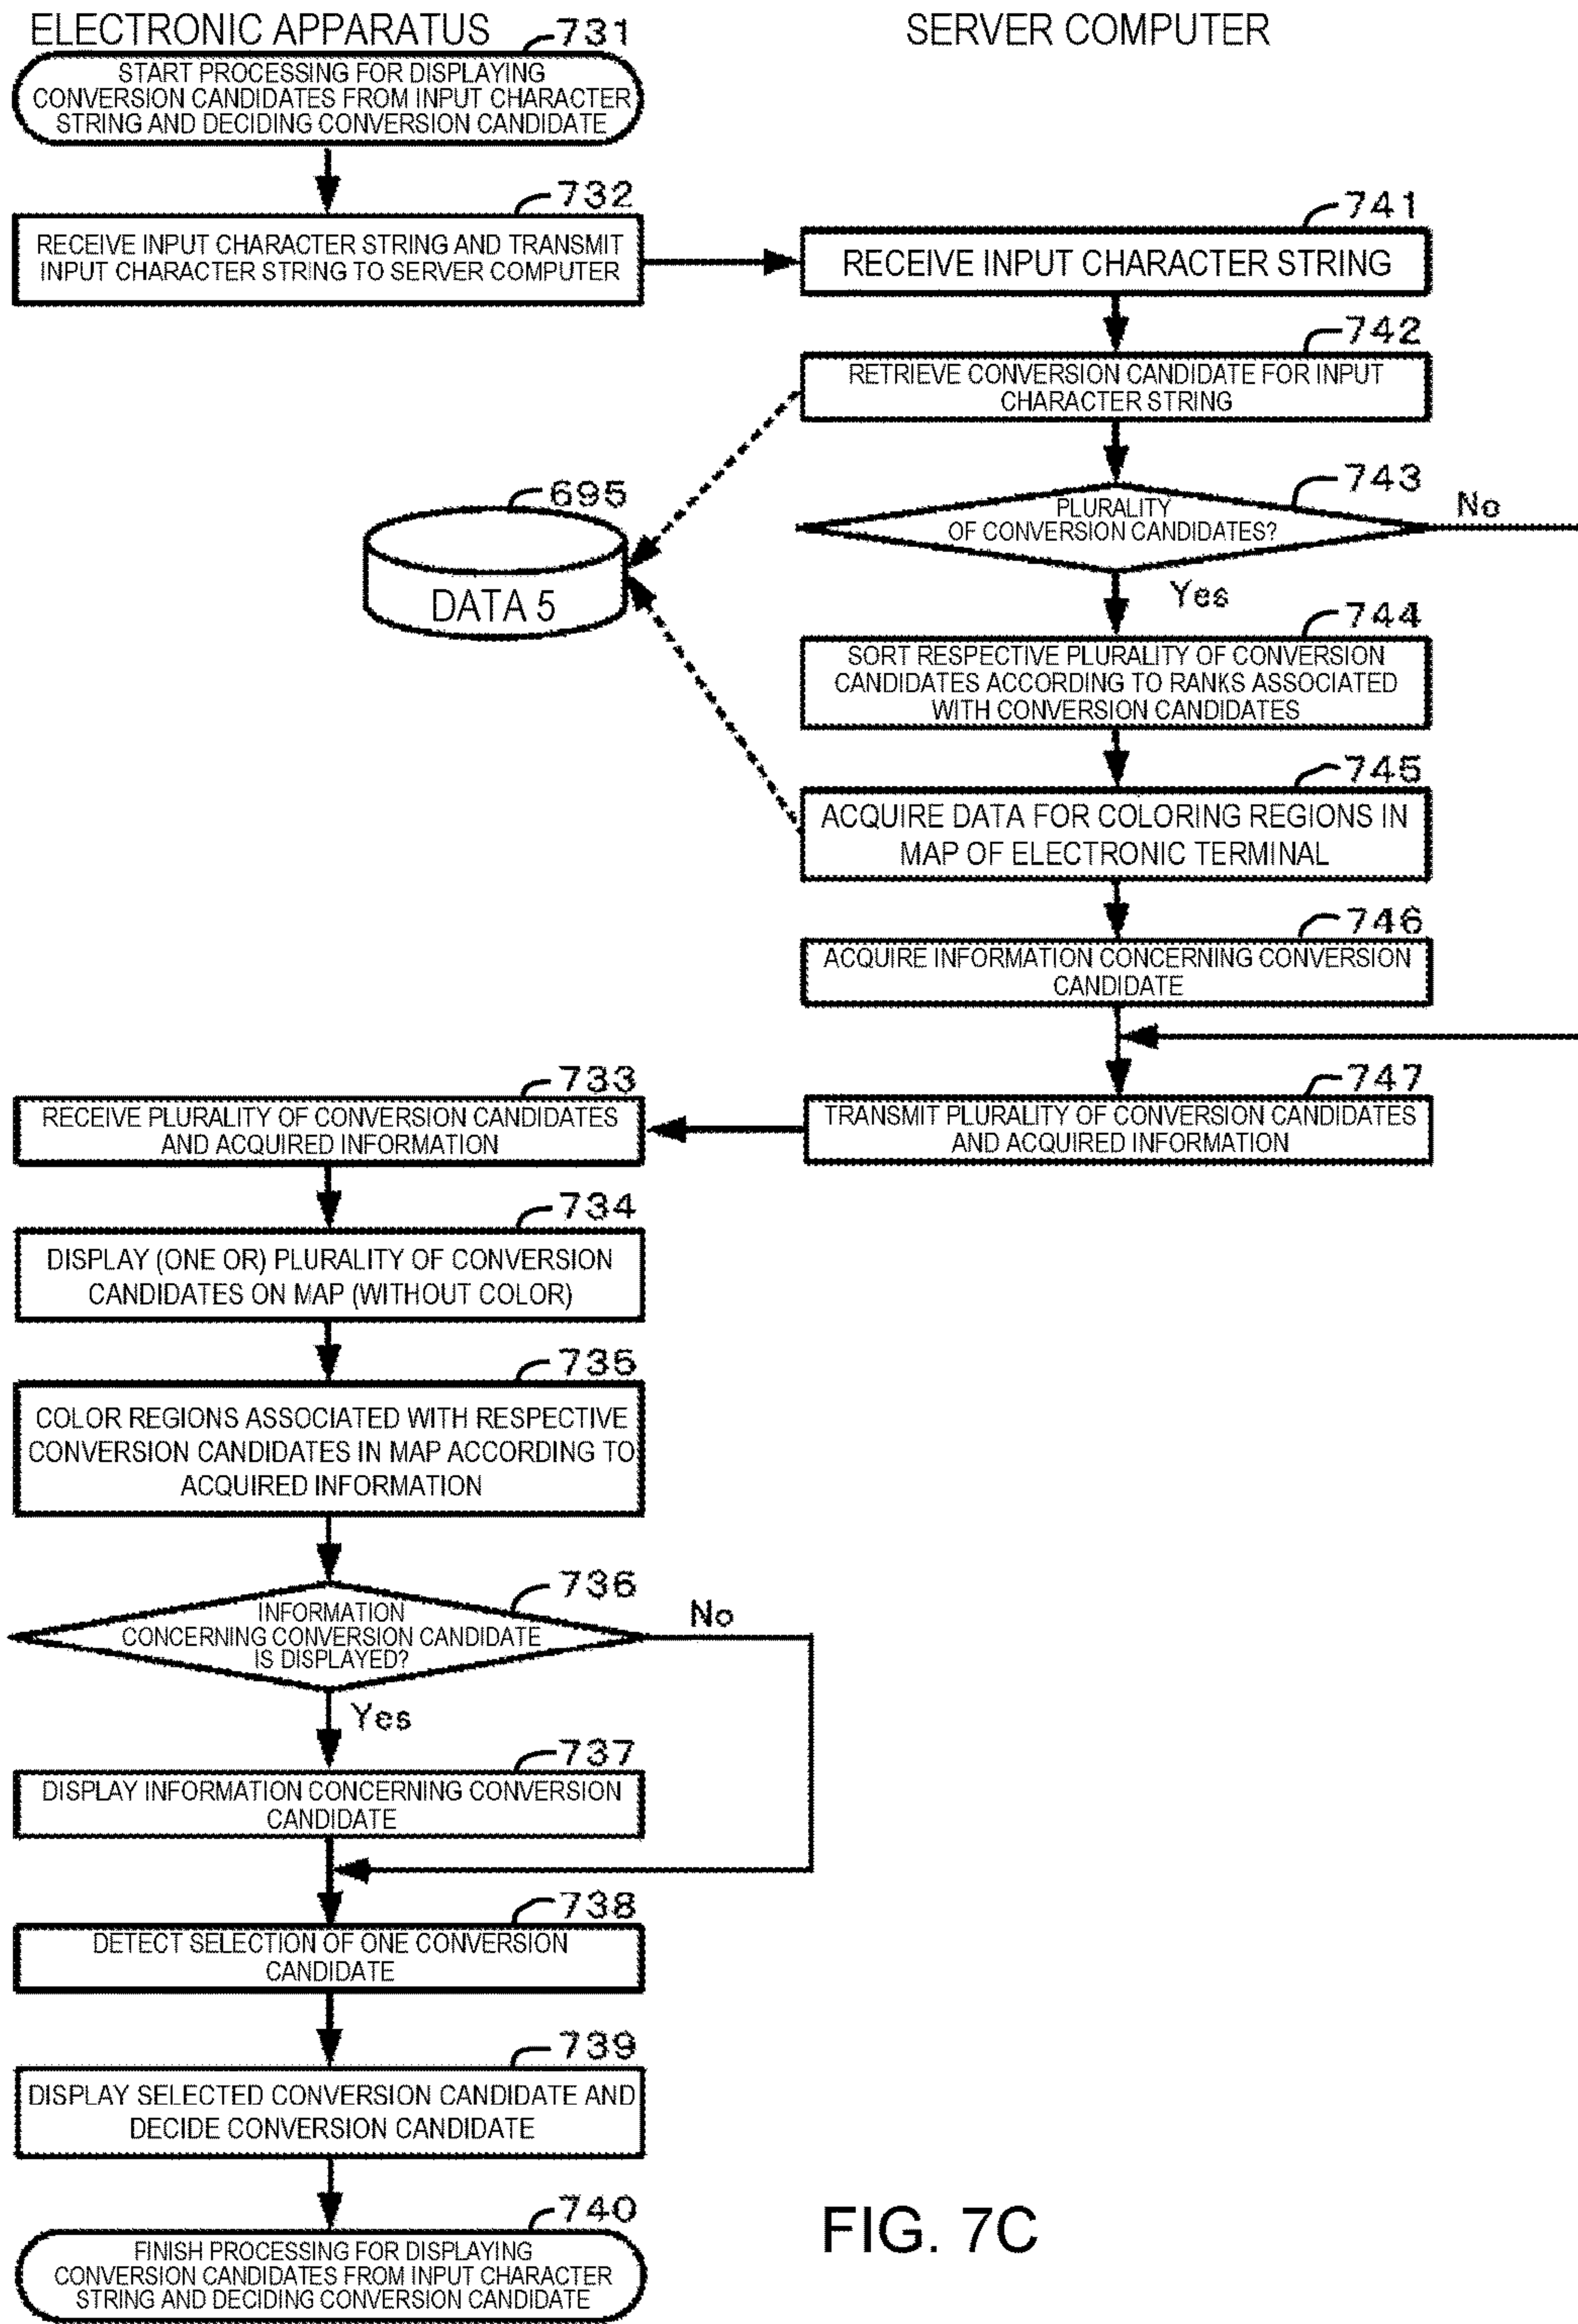 ELECTRONIC APPARATUS
SERVER COMPUTER
731
START PROCESSING FOR DISPLAYING
CONVERSION CANDIDATES FROM INPUT CHARACTER
STRING AND DECIDING CONVERSION CANDIDATE
732
RECEIVE INPUT CHARACTER STRING AND TRANSMIT
INPUT CHARACTER STRING TO SERVER COMPUTER
741
RECEIVE INPUT CHARACTER STRING
742
RETRIEVE CONVERSION CANDIDATE FOR INPUT
CHARACTER STRING
695
DATA 5
743
PLURALITY
OF CONVERSION CANDIDATES?
No
Yes
744
SORT RESPECTIVE PLURALITY OF CONVERSION
CANDIDATES ACCORDING TO RANKS ASSOCIATED
WITH CONVERSION CANDIDATES
745
ACQUIRE DATA FOR COLORING REGIONS IN
MAP OF ELECTRONIC TERMINAL
746
ACQUIRE INFORMATION CONCERNING CONVERSION
CANDIDATE
747
TRANSMIT PLURALITY OF CONVERSION CANDIDATES
AND ACQUIRED INFORMATION
733
RECEIVE PLURALITY OF CONVERSION CANDIDATES
AND ACQUIRED INFORMATION
734
DISPLAY (ONE OR) PLURALITY OF CONVERSION
CANDIDATES ON MAP (WITHOUT COLOR)
735
COLOR REGIONS ASSOCIATED WITH RESPECTIVE
CONVERSION CANDIDATES IN MAP ACCORDING TO
ACQUIRED INFORMATION
736
INFORMATION
CONCERNING CONVERSION CANDIDATE
IS DISPLAYED?
No
Yes
737
DISPLAY INFORMATION CONCERNING CONVERSION
CANDIDATE
738
DETECT SELECTION OF ONE CONVERSION
CANDIDATE
739
DISPLAY SELECTED CONVERSION CANDIDATE AND
DECIDE CONVERSION CANDIDATE
740
FINISH PROCESSING FOR DISPLAYING
CONVERSION CANDIDATES FROM INPUT CHARACTER
STRING AND DECIDING CONVERSION CANDIDATE
FIG. 7C